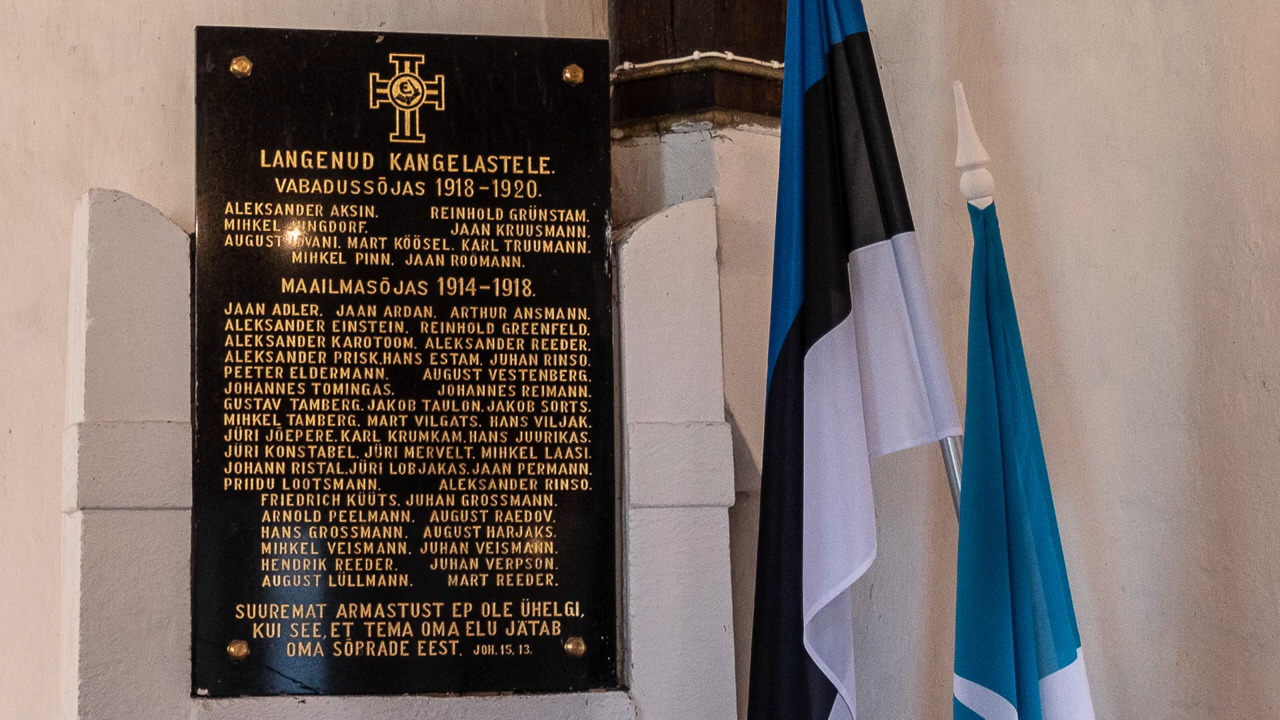 LANGENUD KANGELASTELE.
VABADUSSÕJAS 1918-1920.
ALEKSANDER AKSIN. REINHOLD GRÜNSTAM.
MIHKEL JUNGDORF. JAAN KRUUSMANN.
AUGUST MART KÖÖSEL. KARL TRUUMANN.
MIHKEL PINN. JAAN ROOMANN.
MAAILMASÕJAS 1914-1918.
JAAN ADLER. JAAN ARDAN. ARTHUR ANSMANN.
ALEKSANDER EINSTEIN. REINHOLD GREENFELD.
ALEKSANDER KAROTOOM. ALEKSANDER REEDER.
ALEKSANDER PRISK. HANS ESTAM. JUHAN RINSO.
PEETER ELDERMANN. AUGUST VESTENBERG.
JOHANNES TOMINGAS. JOHANNES REIMANN.
GUSTAV TAMBERG. JAKOB TAULON. JAKOB SORTS.
MIHKEL TAMBERG. MART VILGATS. HANS VILJAK.
JÜRI JÕEPERE. KARL KRUMKAM. HANS JUURIKAS.
JÜRI KONSTABEL. JÜRI MERVELT. MIHKEL LAASI.
JOHANN RISTAL. JÜRI LOBJAKAS. JAAN PERMANN.
PRIIDU LOOTSMANN. ALEKSANDER RINSO.
FRIEDRICH KÜÜTS. JUHAN GROSSMANN.
ARNOLD PEELMANN. AUGUST RAEDOV.
HANS GROSSMANN. AUGUST HARJAKS.
MIHKEL VEISMANN. JUHAN VEISMANN.
HENDRIK REEDER. JUHAN VERPSON.
AUGUST LÜLLMANN. MART REEDER.
SUUREMAT ARMASTUST EP OLE ÜHELGI,
KUI SEE, ET TEMA OMA ELU JÄTAB
OMA SÕPRADE EEST. JOH. 15, 13.